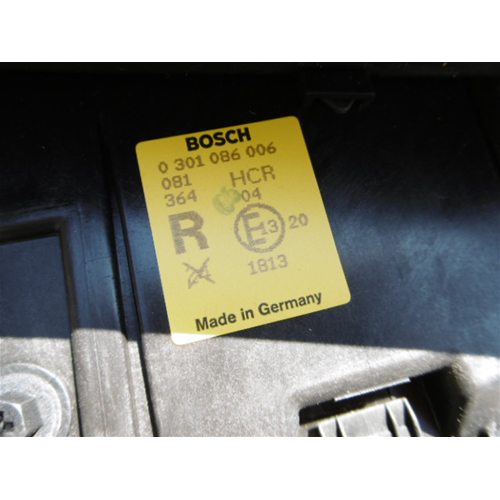 BOSCH
0 301 086 006
081 HCR
364 04
R E13 20
1813
Made in Germany